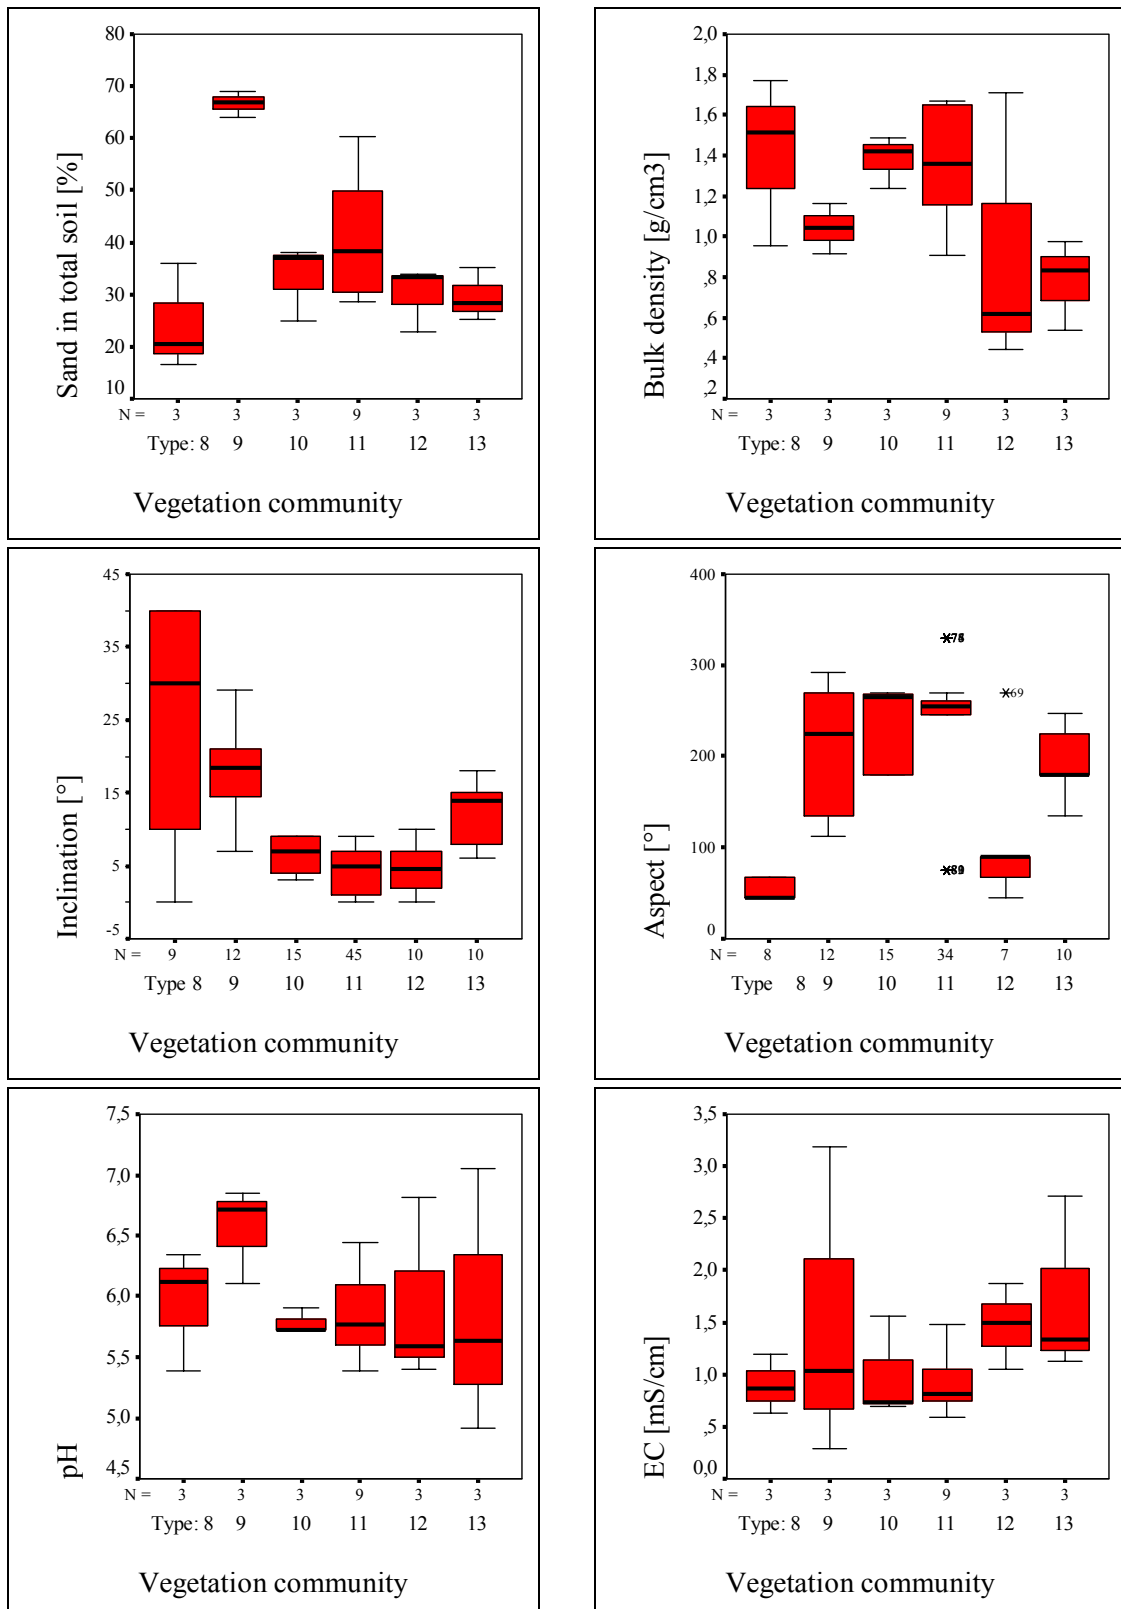 80
70
60
50
40
30
20
10
Sand in total soil [%]
N = 3 3 3 9 3 3
Type: 8 9 10 11 12 13
Vegetation community
2,0
1,8
1,6
1,4
1,2
1,0
,8
,6
,4
,2
Bulk density [g/cm3]
N = 3 3 3 9 3 3
Type: 8 9 10 11 12 13
Vegetation community
45
35
25
15
5
-5
Inclination [°]
N = 9 12 15 45 10 10
Type 8 9 10 11 12 13
Vegetation community
400
300
200
100
0
Aspect [°]
69
N = 8 12 15 34 7 10
Type 8 9 10 11 12 13
Vegetation community
7,5
7,0
6,5
6,0
5,5
5,0
4,5
pH
N = 3 3 3 9 3 3
Type: 8 9 10 11 12 13
Vegetation community
3,5
3,0
2,5
2,0
1,5
1,0
,5
0,0
EC [mS/cm]
N = 3 3 3 9 3 3
Type: 8 9 10 11 12 13
Vegetation community